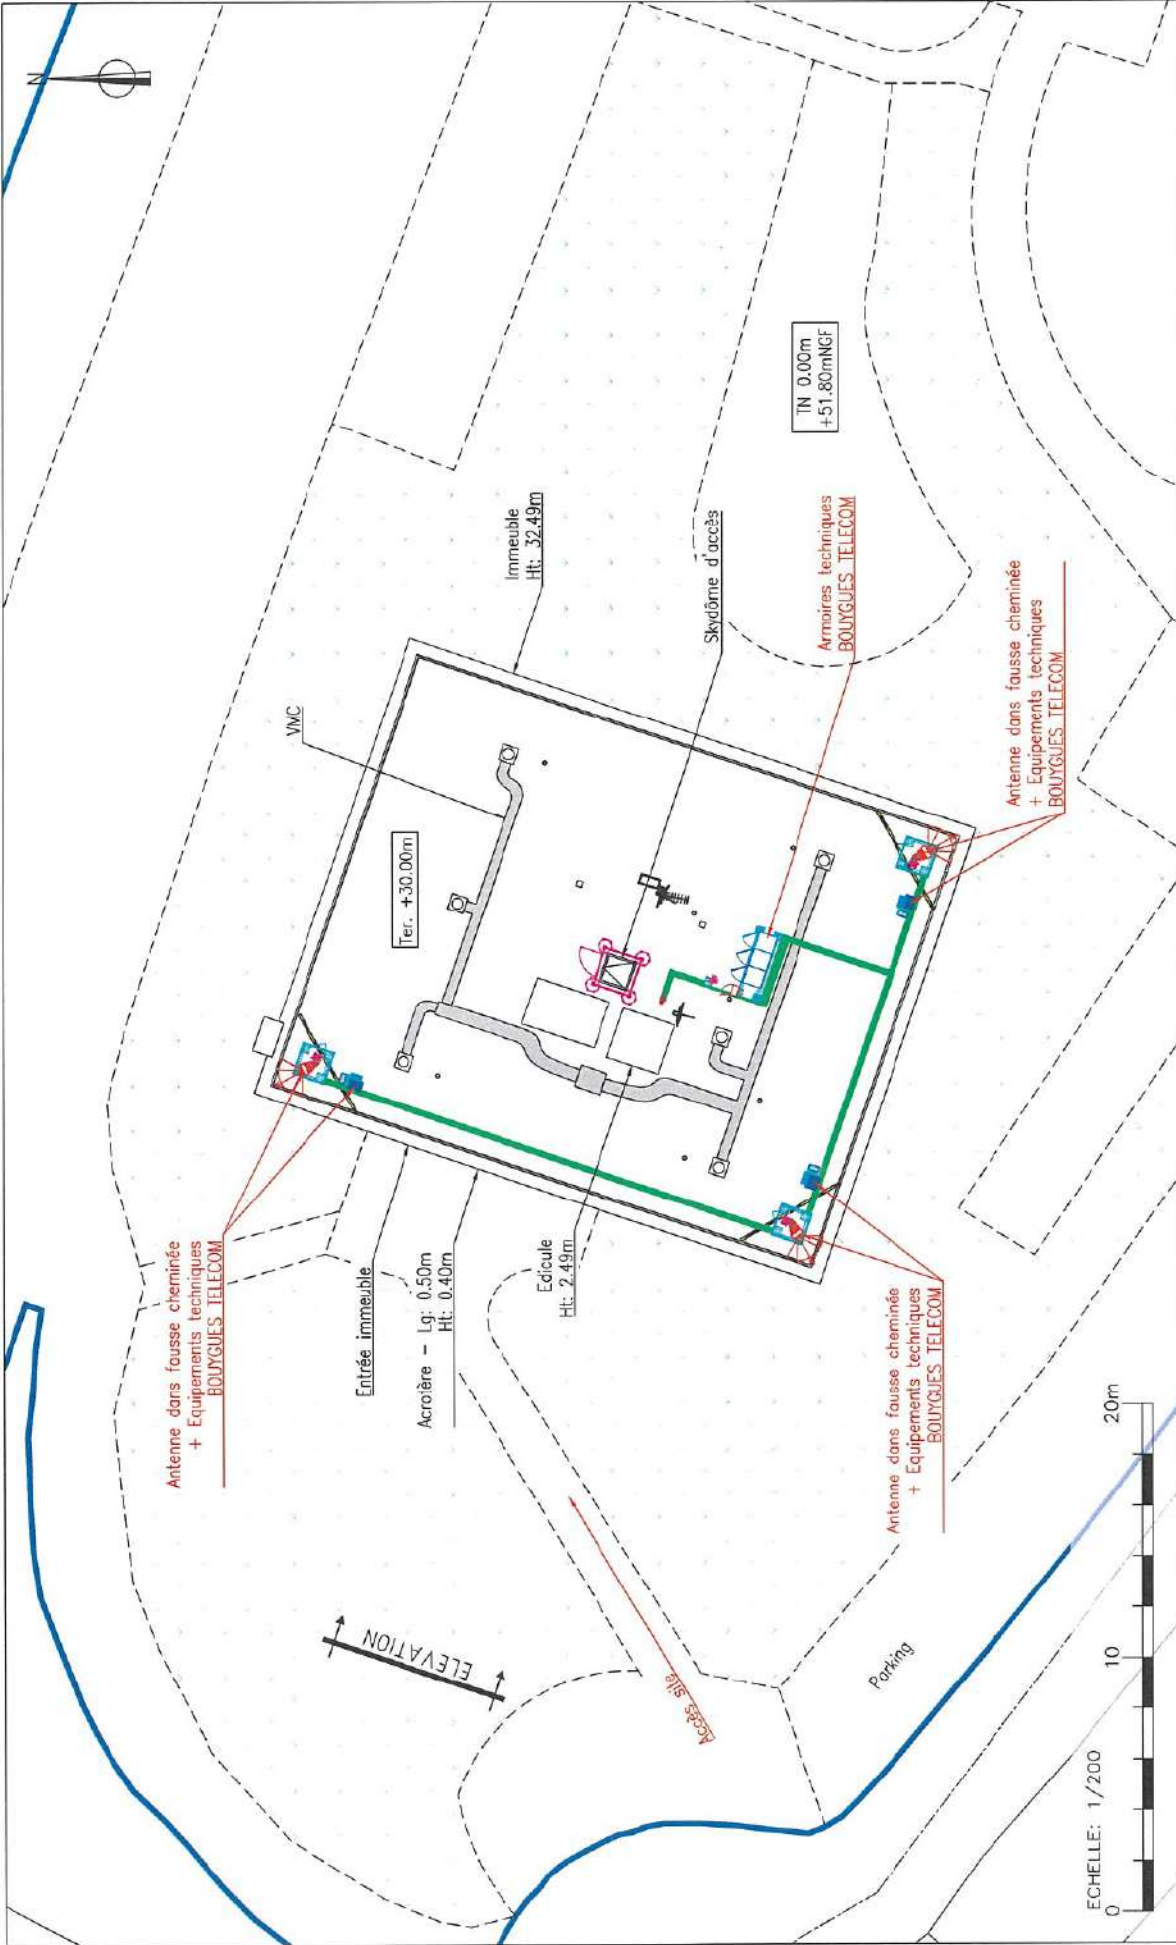 N
VMC
Immeuble
Ht: 32.49m
Ter. +30.00m
TN 0.00m
+51.80mNGF
Skydôme d'accès
Armoires techniques
BOUYGUES TELECOM
Antenne dans fausse cheminée
+ Equipements techniques
BOUYGUES TELECOM
Antenne dans fausse cheminée
+ Equipements techniques
BOUYGUES TELECOM
Entrée immeuble
Acrotère - Lg: 0.50m
Ht: 0.40m
Edicule
Ht: 2.49m
Antenne dans fausse cheminée
+ Equipements techniques
BOUYGUES TELECOM
ELEVATION
Accès site
Parking
ECHELLE: 1/200
0
10
20m